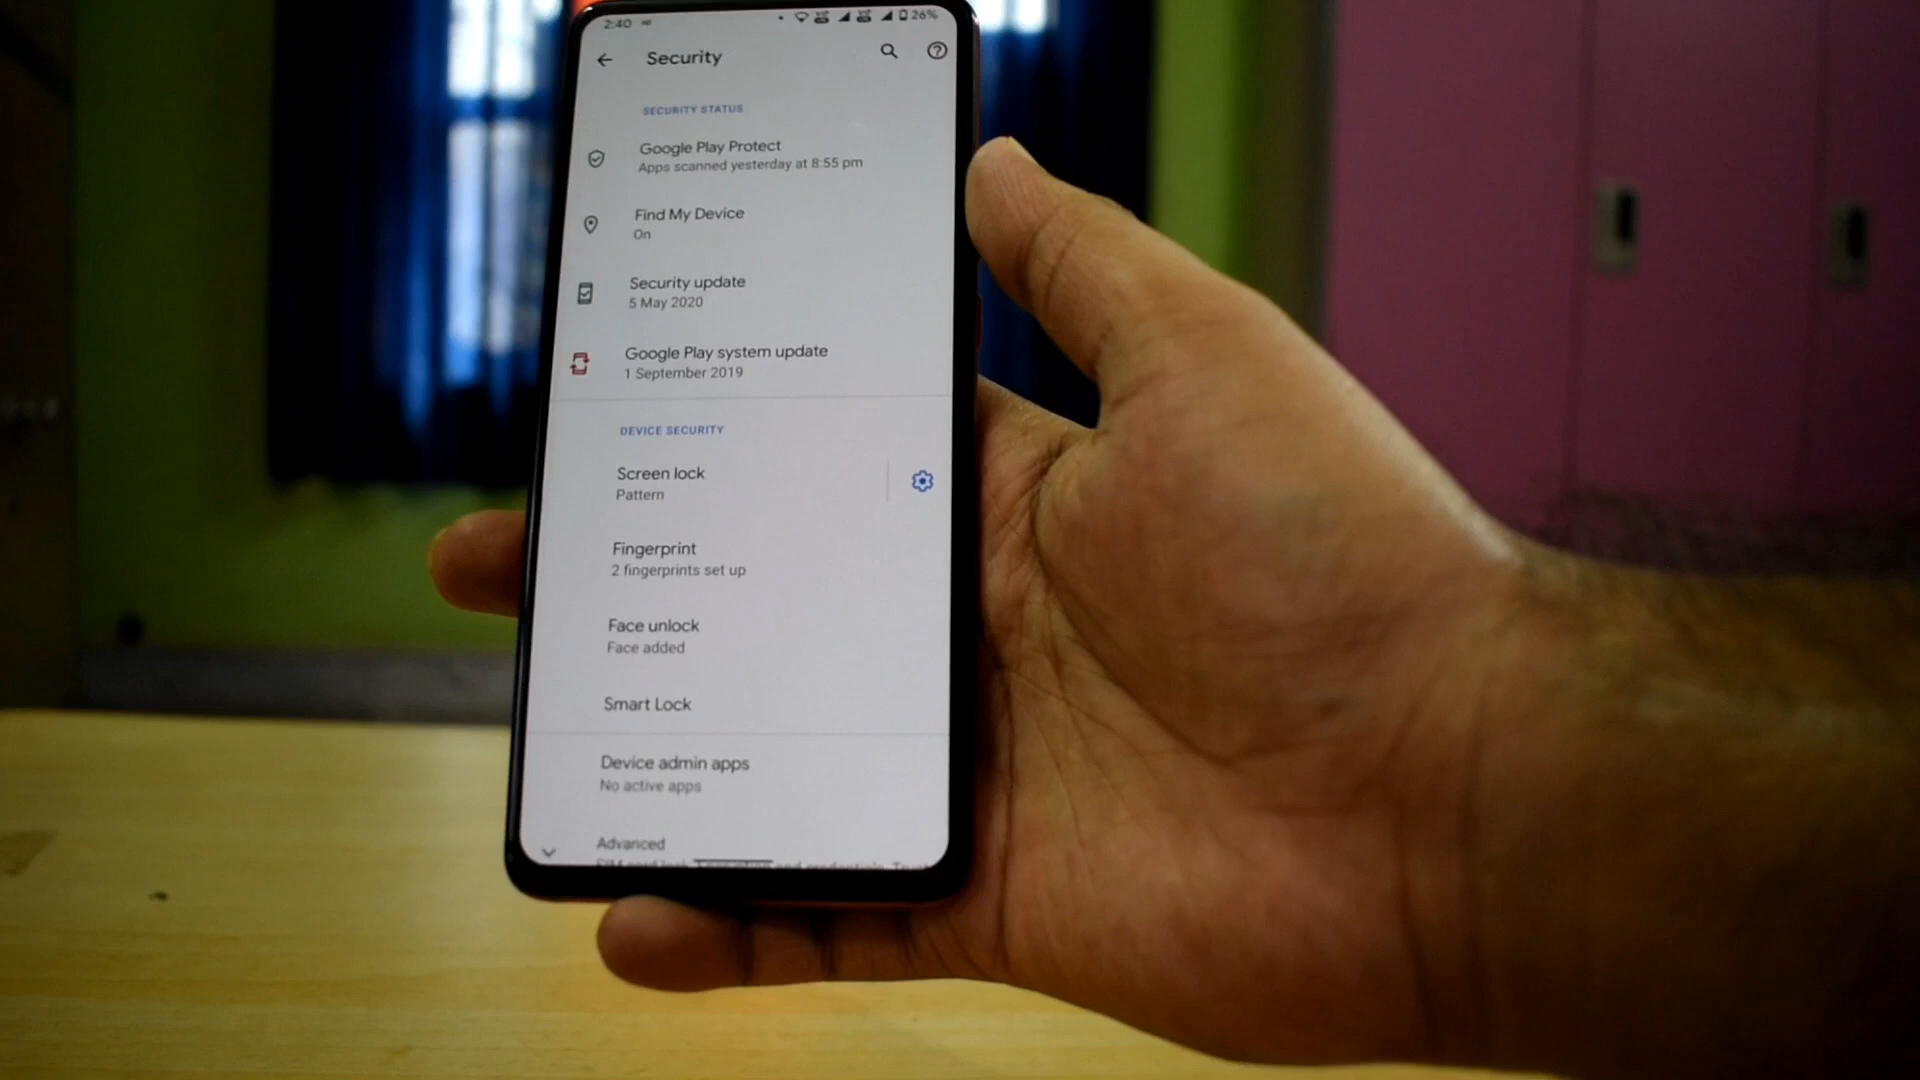 2:40 26%
Security
SECURITY STATUS
Google Play Protect
Apps scanned yesterday at 8:55 pm
Find My Device
On
Security update
5 May 2020
Google Play system update
1 September 2019
DEVICE SECURITY
Screen lock
Pattern
Fingerprint
2 fingerprints set up
Face unlock
Face added
Smart Lock
Device admin apps
No active apps
Advanced